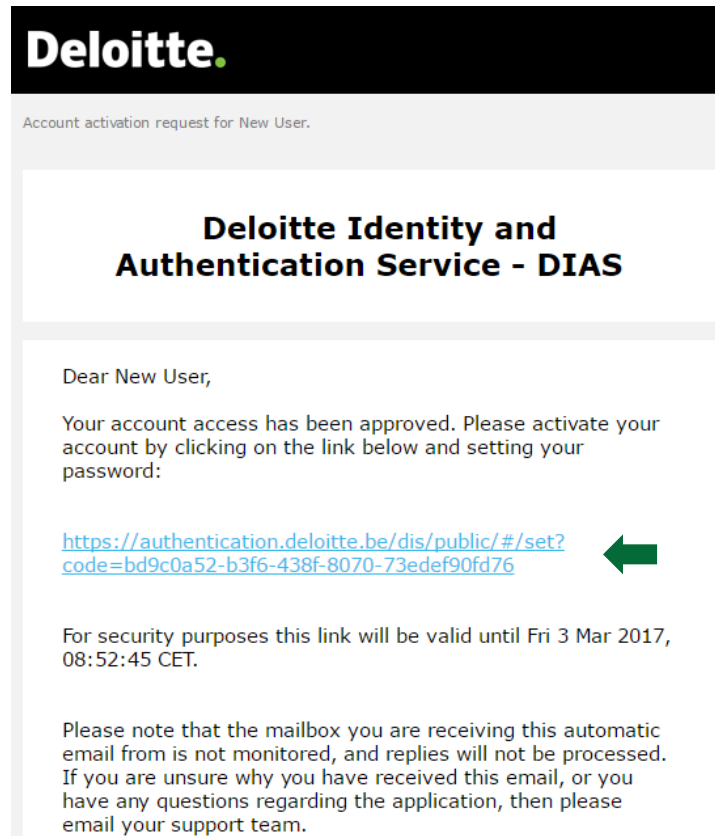 Deloitte.
Account activation request for New User.
Deloitte Identity and
Authentication Service - DIAS
Dear New User,
Your account access has been approved. Please activate your
account by clicking on the link below and setting your
password:
https://authentication.deloitte.be/dis/public/#/set?
code=bd9c0a52-b3f6-438f-8070-73edef90fd76
For security purposes this link will be valid until Fri 3 Mar 2017,
08:52:45 CET.
Please note that the mailbox you are receiving this automatic
email from is not monitored, and replies will not be processed.
If you are unsure why you have received this email, or you
have any questions regarding the application, then please
email your support team.